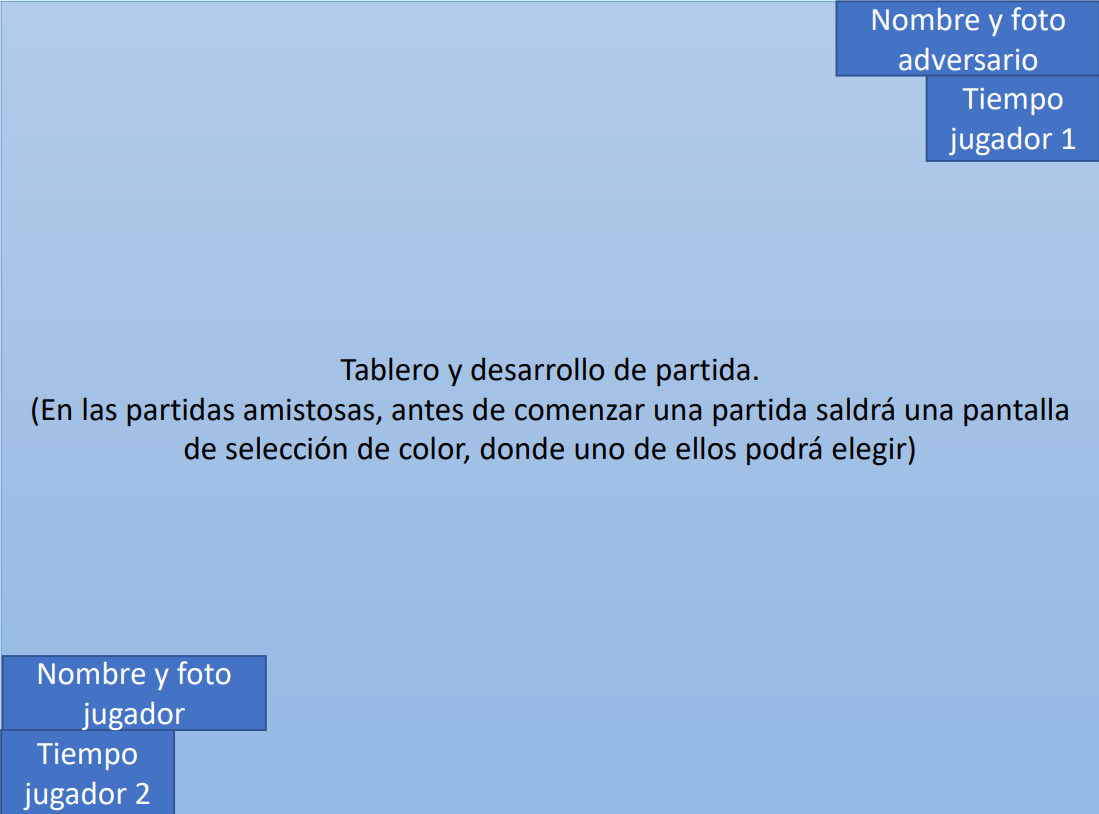 Nombre y foto
adversario
Tiempo
jugador 1
Tablero y desarrollo de partida.
(En las partidas amistosas, antes de comenzar una partida saldrá una pantalla
de selección de color, donde uno de ellos podrá elegir)
Nombre y foto
jugador
Tiempo
jugador 2